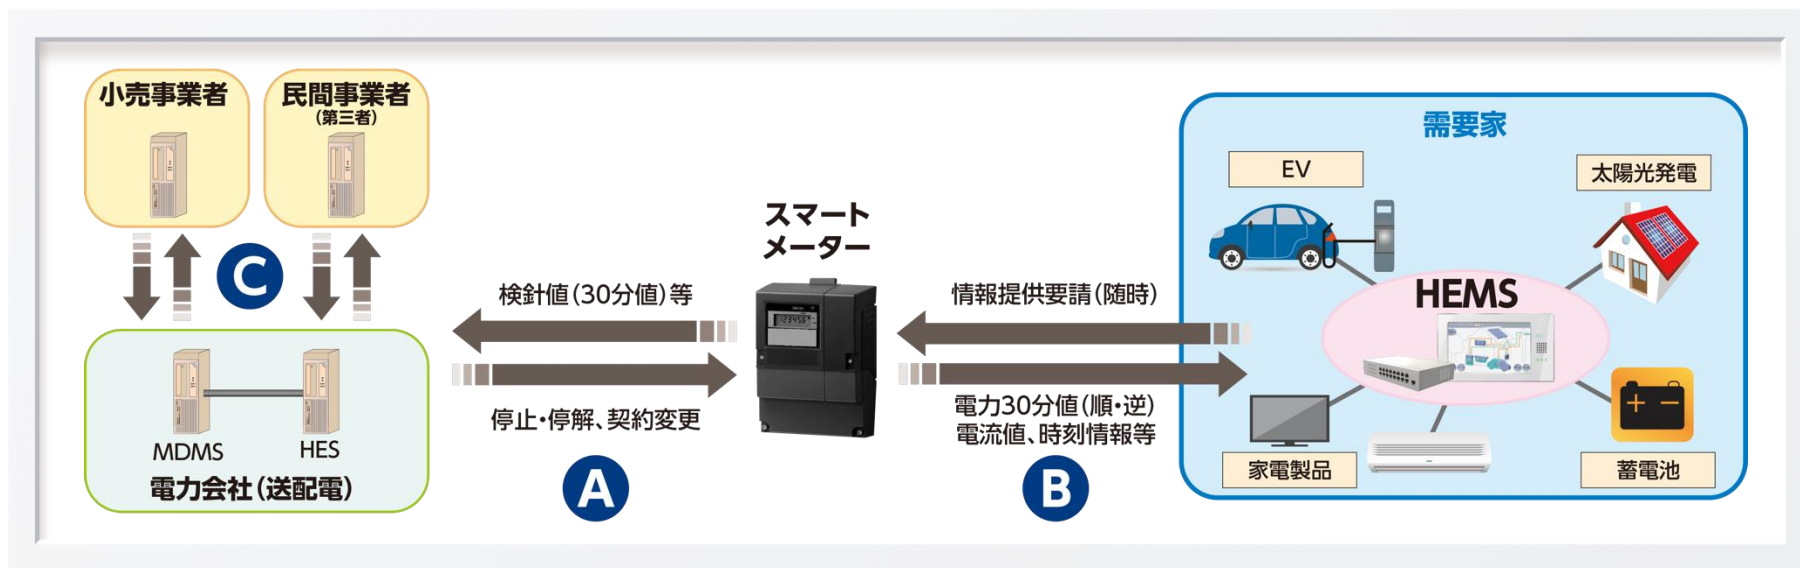 小売事業者
民間事業者
(第三者)
C
MDMS
HES
電力会社(送配電)
検針値(30分値)等
停止・停解、契約変更
A
スマート
メーター
123456
情報提供要請(随時)
電力30分値(順・逆)
電流値、時刻情報等
B
需要家
EV
太陽光発電
HEMS
家電製品
蓄電池